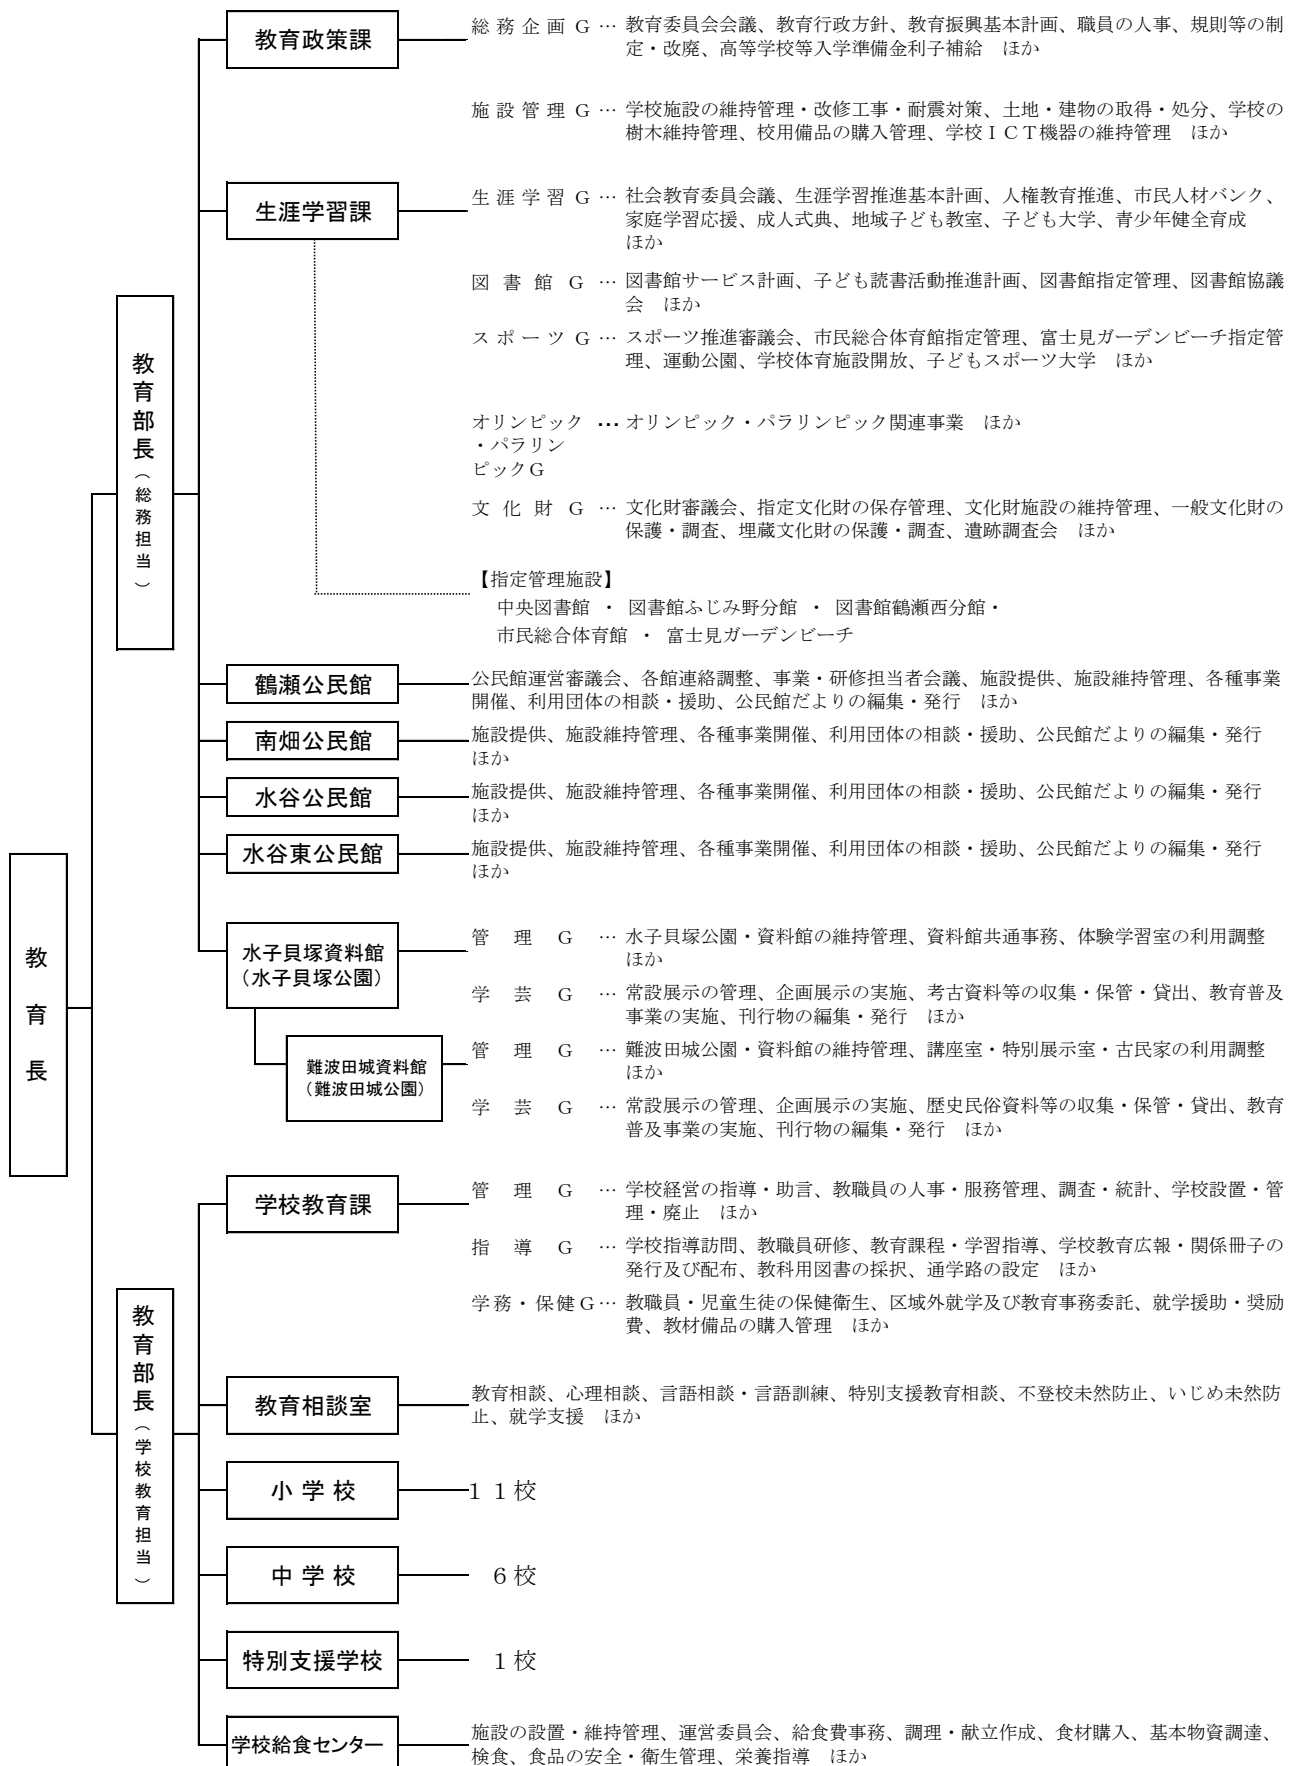 教育長
教育部長（総務担当）
教育政策課
総務企画G … 教育委員会会議、教育行政方針、教育振興基本計画、職員の人事、規則等の制
定・改廃、高等学校等入学準備金利子補給　ほか
施設管理G … 学校施設の維持管理・改修工事・耐震対策、土地・建物の取得・処分、学校の
樹木維持管理、校用備品の購入管理、学校ＩＣＴ機器の維持管理　ほか
生涯学習課
生涯学習G … 社会教育委員会議、生涯学習推進基本計画、人権教育推進、市民人材バンク、
家庭学習応援、成人式典、地域子ども教室、子ども大学、青少年健全育成
ほか
図書館G … 図書館サービス計画、子ども読書活動推進計画、図書館指定管理、図書館協議
会　ほか
スポーツG … スポーツ推進審議会、市民総合体育館指定管理、富士見ガーデンビーチ指定管
理、運動公園、学校体育施設開放、子どもスポーツ大学　ほか
オリンピック … オリンピック・パラリンピック関連事業　ほか
・パラリン
ピックG
文化財G … 文化財審議会、指定文化財の保存管理、文化財施設の維持管理、一般文化財の
保護・調査、埋蔵文化財の保護・調査、遺跡調査会　ほか
【指定管理施設】
中央図書館 ・ 図書館ふじみ野分館 ・ 図書館鶴瀬西分館・
市民総合体育館 ・ 富士見ガーデンビーチ
鶴瀬公民館
公民館運営審議会、各館連絡調整、事業・研修担当者会議、施設提供、施設維持管理、各種事業
開催、利用団体の相談・援助、公民館だよりの編集・発行　ほか
南畑公民館
施設提供、施設維持管理、各種事業開催、利用団体の相談・援助、公民館だよりの編集・発行
ほか
水谷公民館
施設提供、施設維持管理、各種事業開催、利用団体の相談・援助、公民館だよりの編集・発行
ほか
水谷東公民館
施設提供、施設維持管理、各種事業開催、利用団体の相談・援助、公民館だよりの編集・発行
ほか
水子貝塚資料館
（水子貝塚公園）
管理G … 水子貝塚公園・資料館の維持管理、資料館共通事務、体験学習室の利用調整
ほか
学芸G … 常設展示の管理、企画展示の実施、考古資料等の収集・保管・貸出、教育普及
事業の実施、刊行物の編集・発行　ほか
難波田城資料館
（難波田城公園）
管理G … 難波田城公園・資料館の維持管理、講座室・特別展示室・古民家の利用調整
ほか
学芸G … 常設展示の管理、企画展示の実施、歴史民俗資料等の収集・保管・貸出、教育
普及事業の実施、刊行物の編集・発行　ほか
教育部長（学校教育担当）
学校教育課
管理G … 学校経営の指導・助言、教職員の人事・服務管理、調査・統計、学校設置・管
理・廃止　ほか
指導G … 学校指導訪問、教職員研修、教育課程・学習指導、学校教育広報・関係冊子の
発行及び配布、教科用図書の採択、通学路の設定　ほか
学務・保健G … 教職員・児童生徒の保健衛生、区域外就学及び教育事務委託、就学援助・奨励
費、教材備品の購入管理　ほか
教育相談室
教育相談、心理相談、言語相談・言語訓練、特別支援教育相談、不登校未然防止、いじめ未然防
止、就学支援　ほか
小学校
１１校
中学校
６校
特別支援学校
１校
学校給食センター
施設の設置・維持管理、運営委員会、給食費事務、調理・献立作成、食材購入、基本物資調達、
検食、食品の安全・衛生管理、栄養指導　ほか